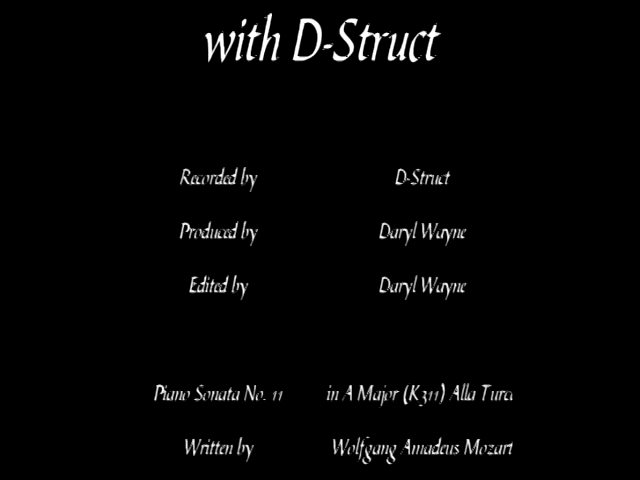 with D-Struct
Recorded by D-Struct
Produced by Daryl Wayne
Edited by Daryl Wayne
Piano Sonata No. 11 in A Major (K311) Alla Turca
Written by Wolfgang Amadeus Mozart